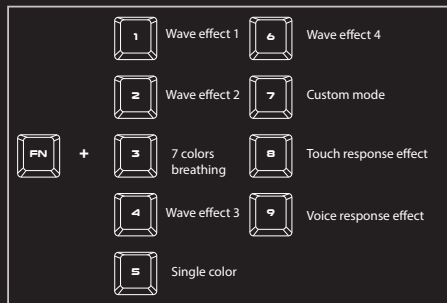 1 Wave effect 1 6 Wave effect 4
2 Wave effect 2 7 Custom mode
FN + 3 7 colors breathing 8 Touch response effect
4 Wave effect 3 9 Voice response effect
5 Single color